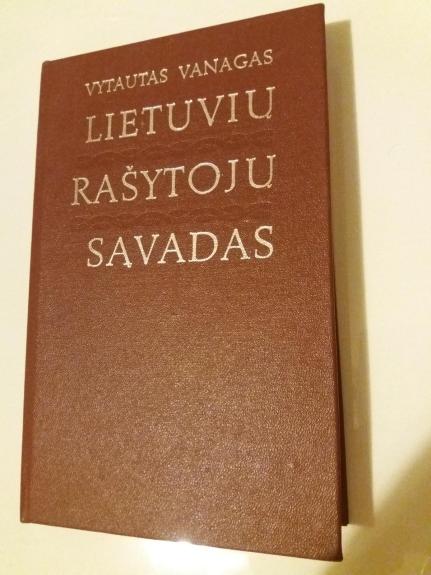 VYTAUTAS VANAGAS
LIETUVIŲ
RAŠYTOJŲ
SĄVADAS